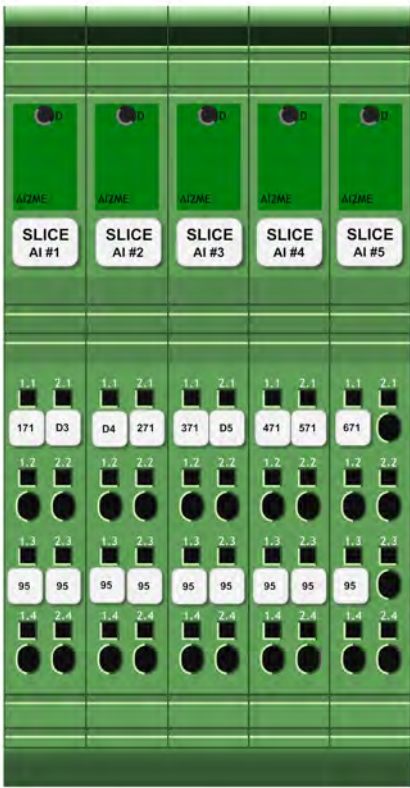 D D D D D
AI2ME AI2ME AI2ME AI2ME AI2ME
SLICE SLICE SLICE SLICE SLICE
AI #1 AI #2 AI #3 AI #4 AI #5
1.1 2.1 1.1 2.1 1.1 2.1 1.1 2.1 1.1 2.1
171 D3 D4 271 371 D5 471 571 671
1.2 2.2 1.2 2.2 1.2 2.2 1.2 2.2 1.2 2.2
1.3 2.3 1.3 2.3 1.3 2.3 1.3 2.3 1.3 2.3
95 95 95 95 95 95 95 95 95
1.4 2.4 1.4 2.4 1.4 2.4 1.4 2.4 1.4 2.4